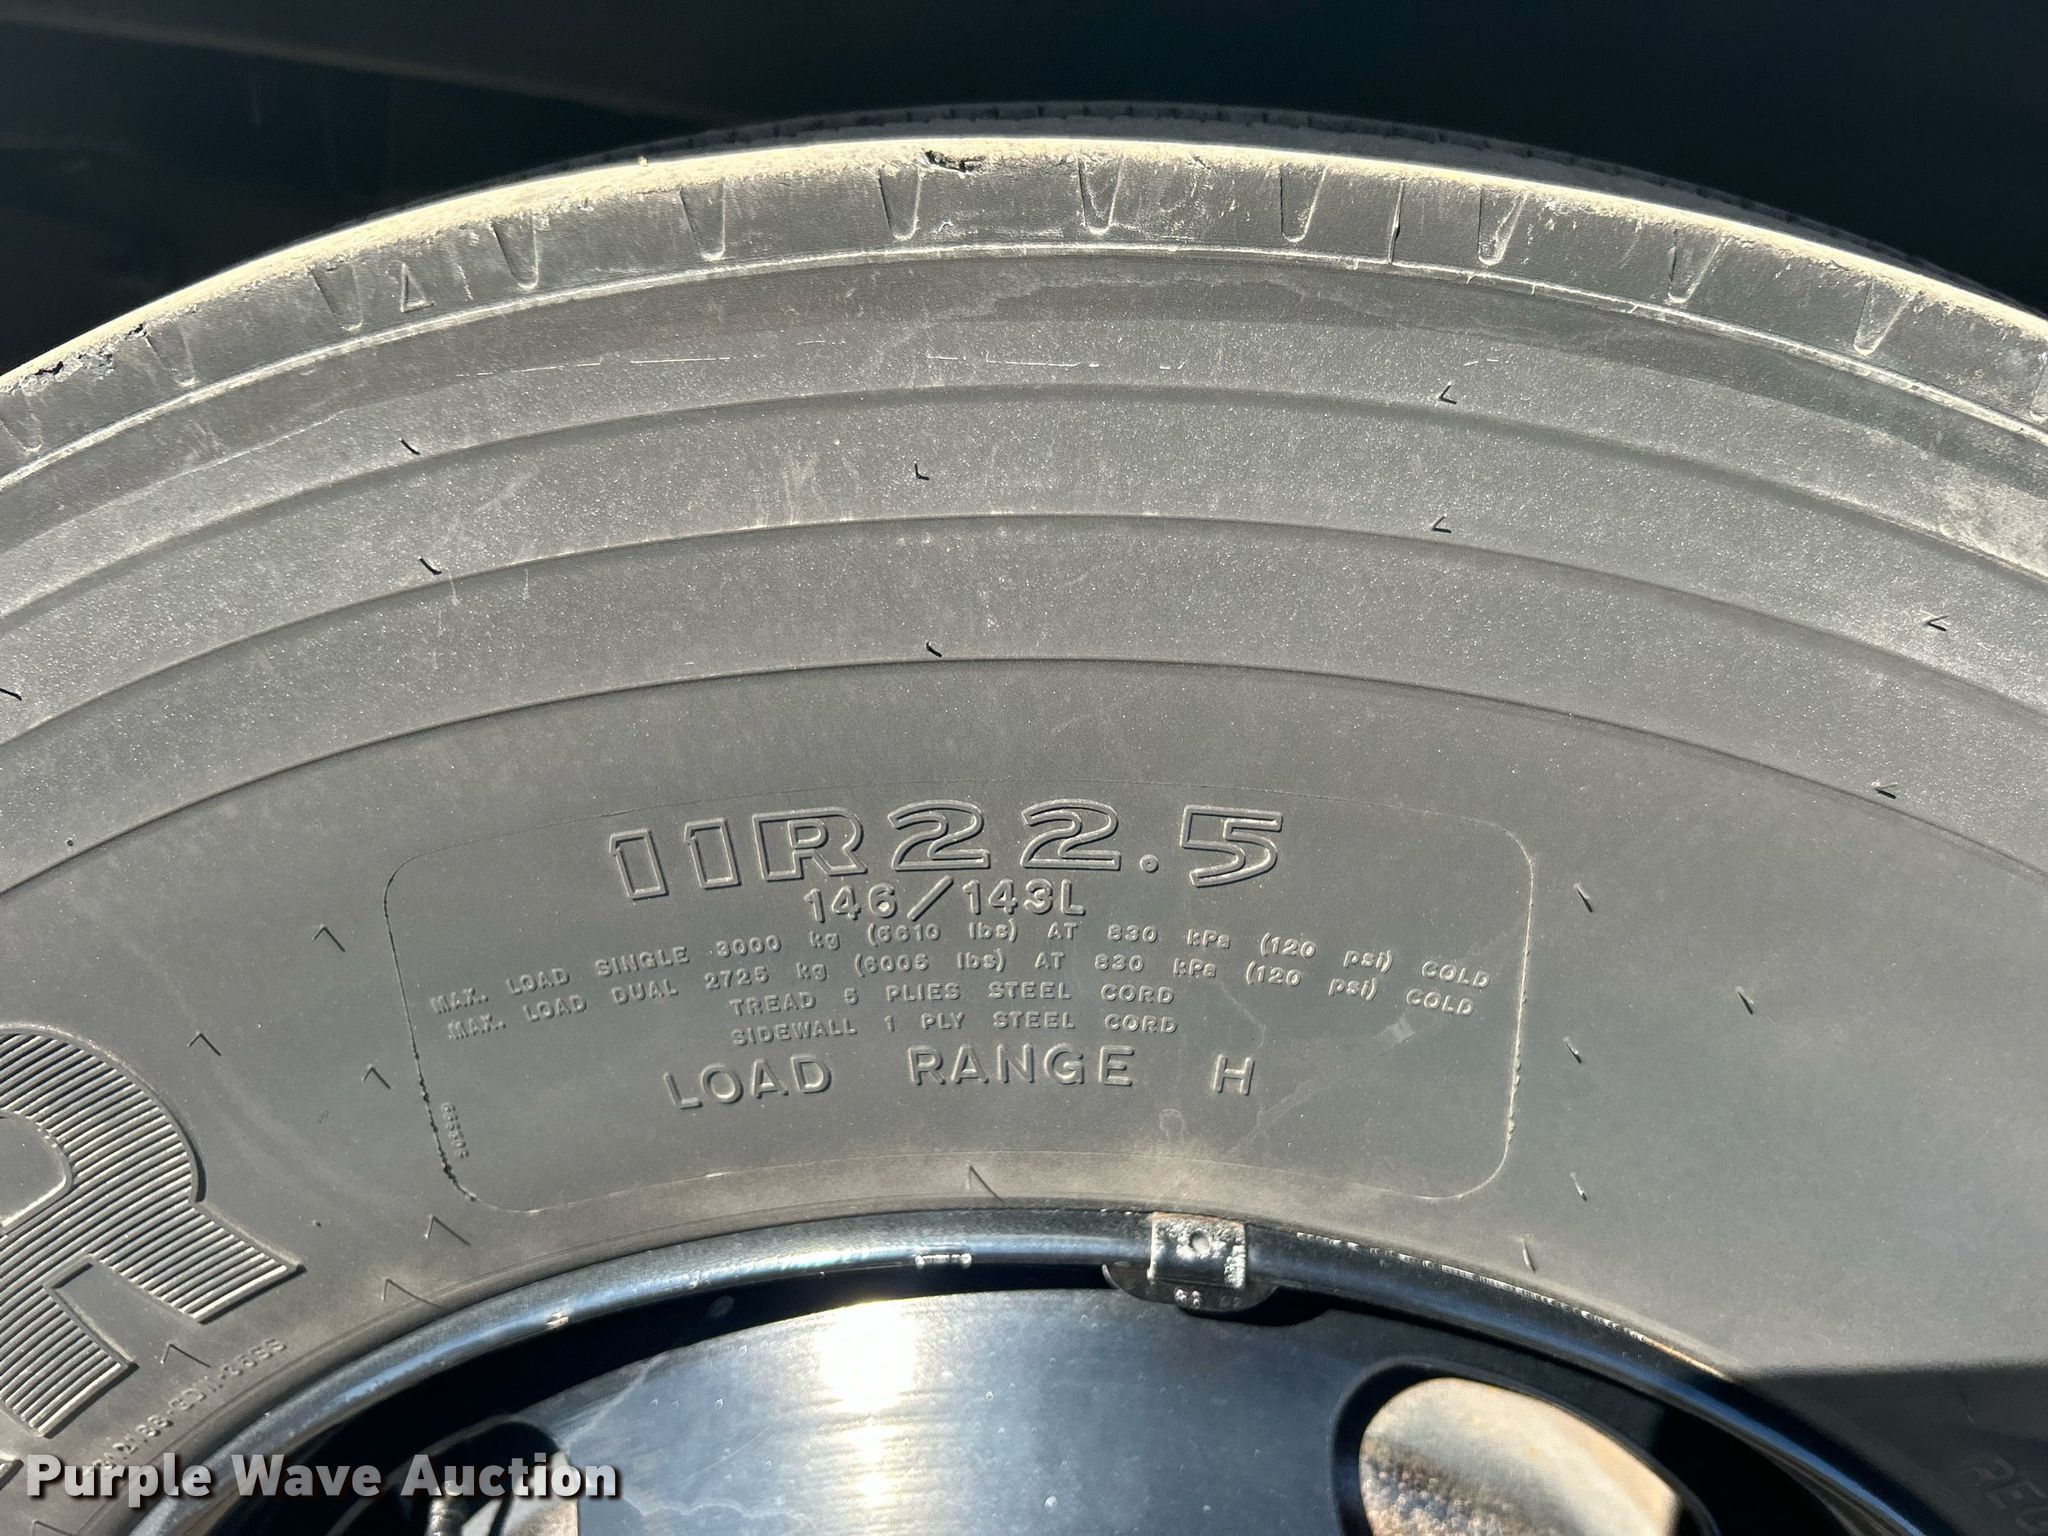 11R22.5
146/143L
MAX. LOAD SINGLE 3000 kg (6610 lbs) AT 830 kPa (120 psi) COLD
MAX. LOAD DUAL 2725 kg (6005 lbs) AT 830 kPa (120 psi) COLD
TREAD 5 PLIES STEEL CORD
SIDEWALL 1 PLY STEEL CORD
LOAD RANGE H
R
Purple Wave Auction